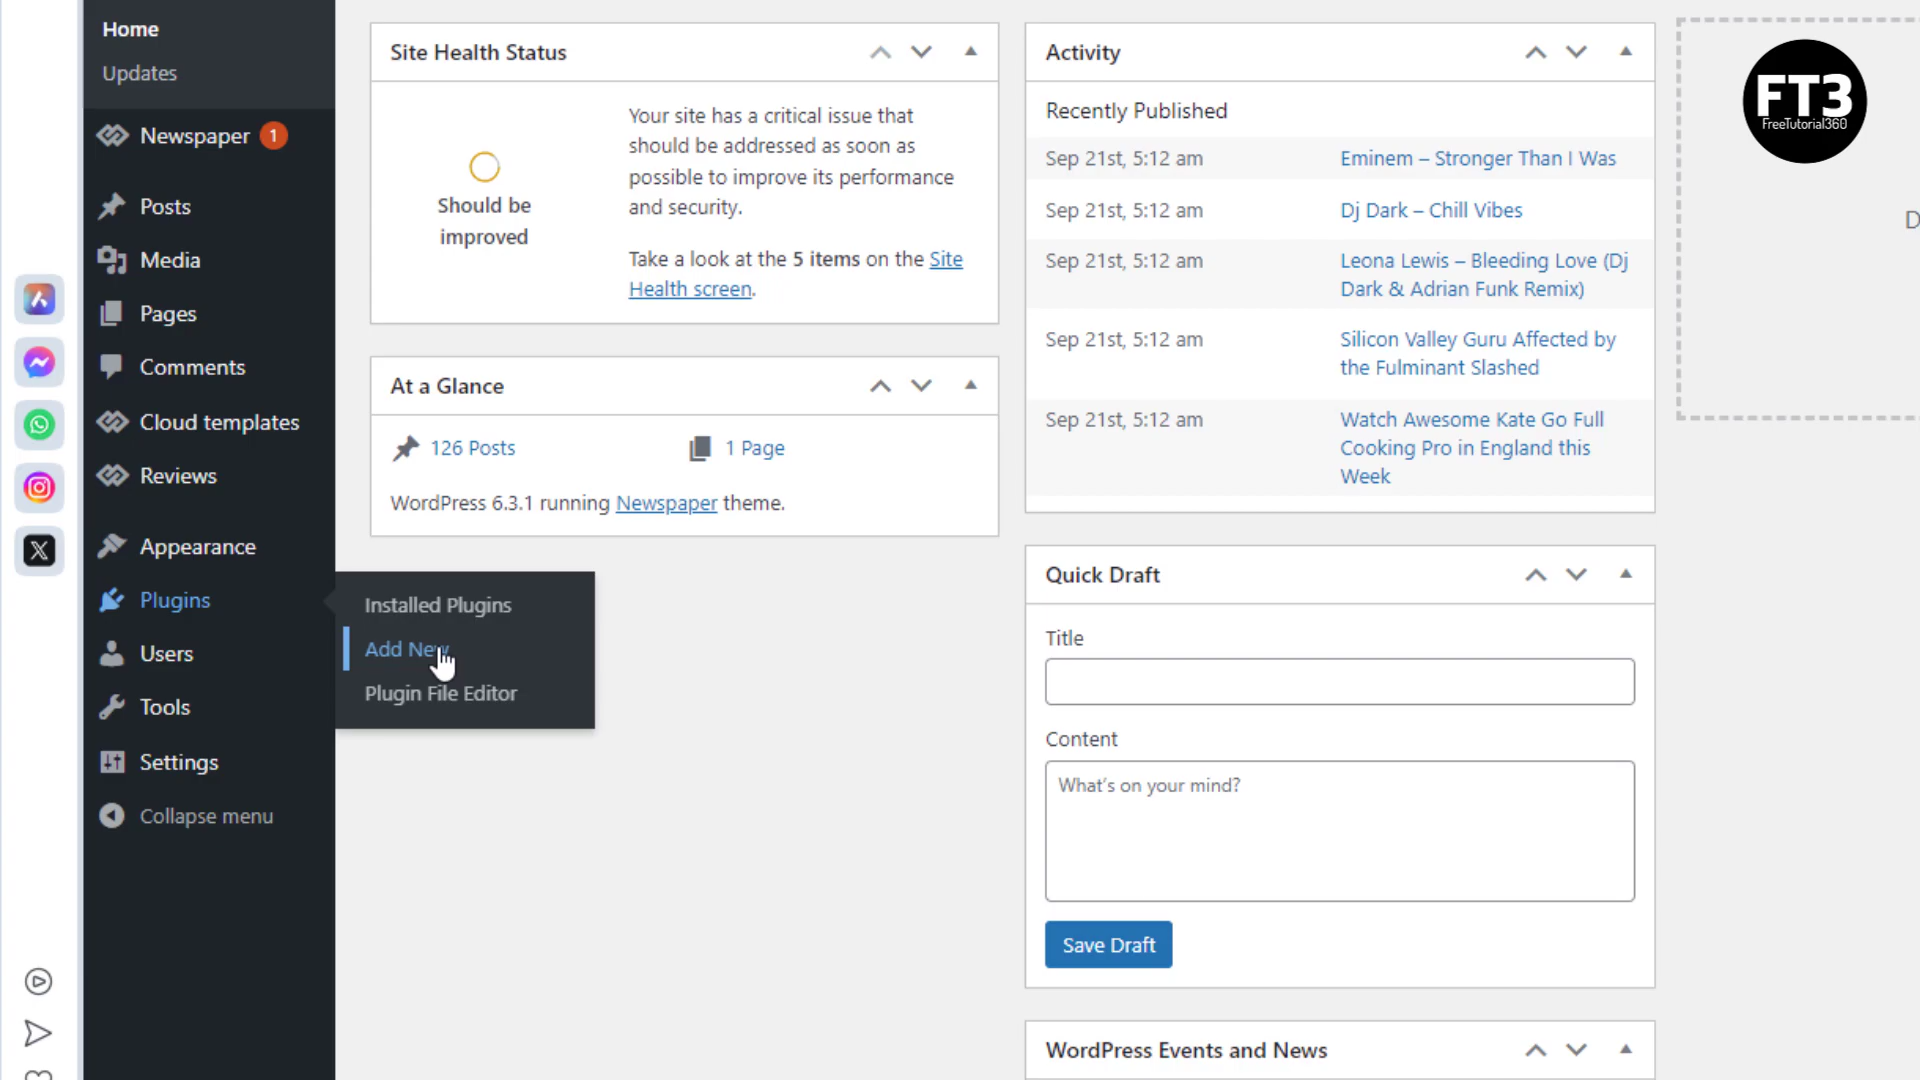 Home
Updates
Newspaper 1
Posts
Media
Pages
Comments
Cloud templates
Reviews
Appearance
Plugins
Users
Tools
Settings
Collapse menu
Installed Plugins
Add New
Plugin File Editor
Site Health Status
Should be
improved
Your site has a critical issue that
should be addressed as soon as
possible to improve its performance
and security.
Take a look at the 5 items on the Site
Health screen.
At a Glance
126 Posts
1 Page
WordPress 6.3.1 running Newspaper theme.
Activity
Recently Published
Sep 21st, 5:12 am Eminem – Stronger Than I Was
Sep 21st, 5:12 am Dj Dark – Chill Vibes
Sep 21st, 5:12 am Leona Lewis – Bleeding Love (Dj
Dark & Adrian Funk Remix)
Sep 21st, 5:12 am Silicon Valley Guru Affected by
the Fulminant Slashed
Sep 21st, 5:12 am Watch Awesome Kate Go Full
Cooking Pro in England this
Week
Quick Draft
Title
Content
What's on your mind?
Save Draft
WordPress Events and News
FT3
FreeTutorial360
D